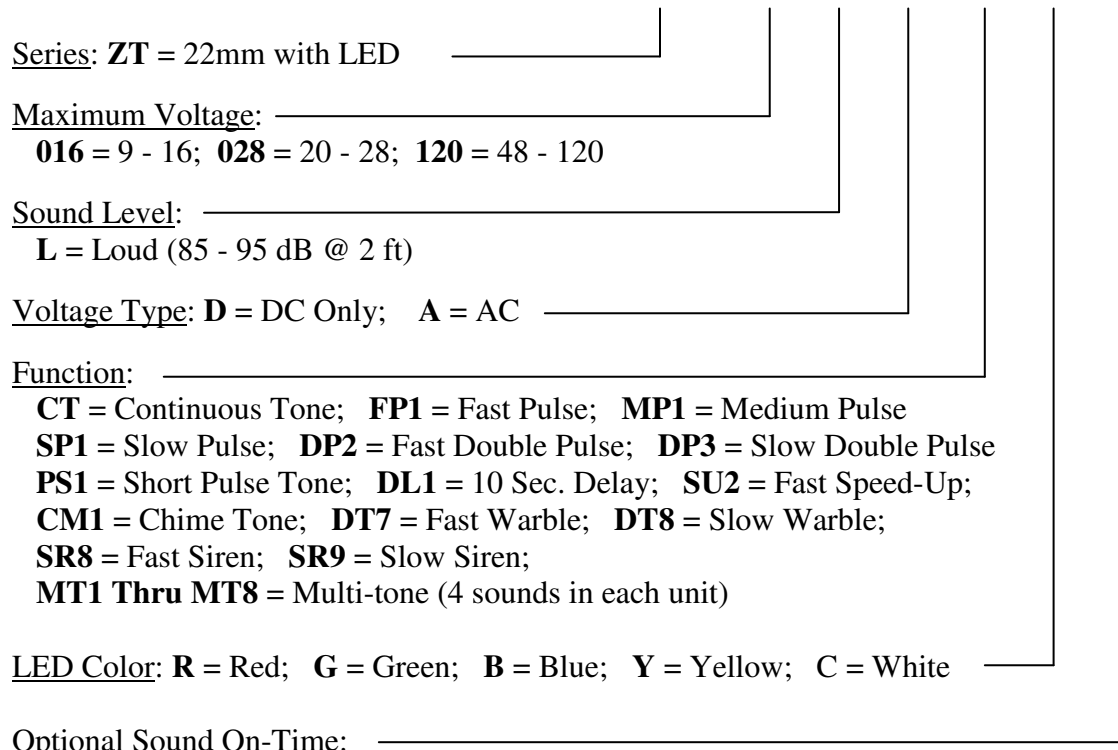 Series: ZT = 22mm with LED
Maximum Voltage:
016 = 9 - 16; 028 = 20 - 28; 120 = 48 - 120
Sound Level:
L = Loud (85 - 95 dB @ 2 ft)
Voltage Type: D = DC Only; A = AC
Function:
CT = Continuous Tone; FP1 = Fast Pulse; MP1 = Medium Pulse
SP1 = Slow Pulse; DP2 = Fast Double Pulse; DP3 = Slow Double Pulse
PS1 = Short Pulse Tone; DL1 = 10 Sec. Delay; SU2 = Fast Speed-Up;
CM1 = Chime Tone; DT7 = Fast Warble; DT8 = Slow Warble;
SR8 = Fast Siren; SR9 = Slow Siren;
MT1 Thru MT8 = Multi-tone (4 sounds in each unit)
LED Color: R = Red; G = Green; B = Blue; Y = Yellow; C = White
Optional Sound On-Time: